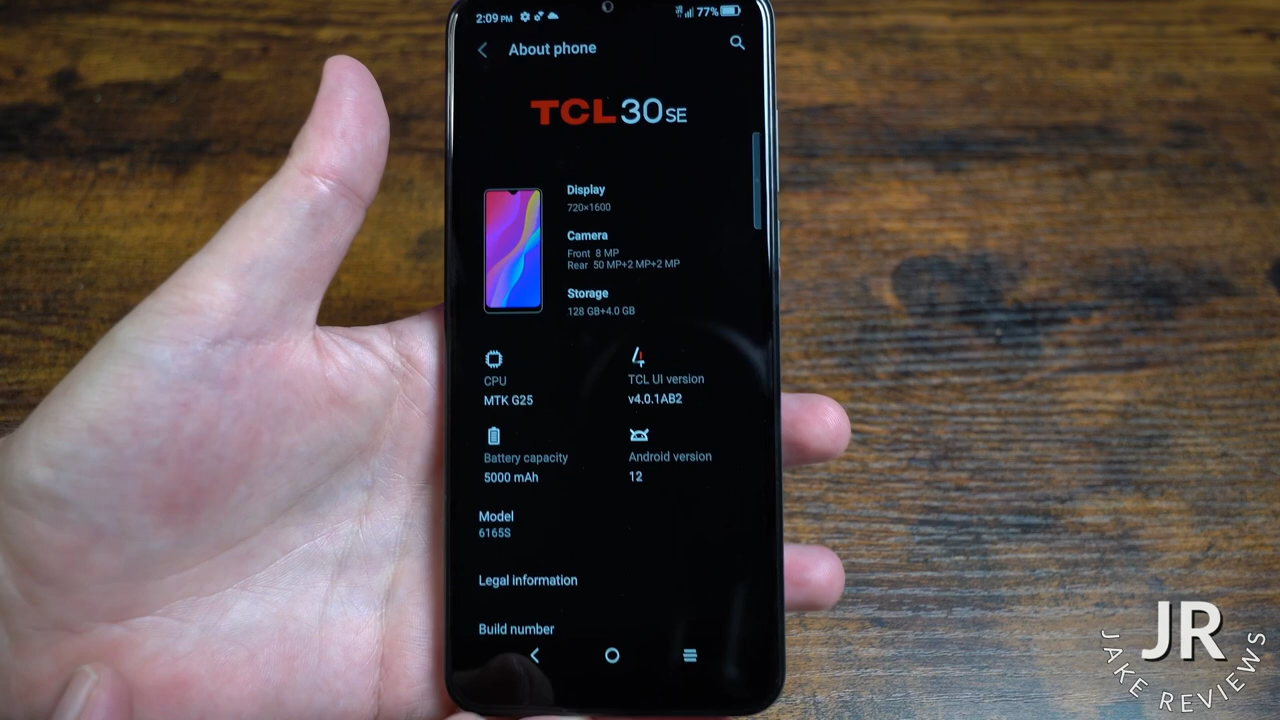 2:09 PM
77%
About phone
TCL 30 SE
Display
720×1600
Camera
Front 8 MP
Rear 50 MP+2 MP+2 MP
Storage
128 GB+4.0 GB
CPU
MTK G25
TCL UI version
v4.0.1AB2
Battery capacity
5000 mAh
Android version
12
Model
6165S
Legal information
Build number
JR
JAKE REVIEWS